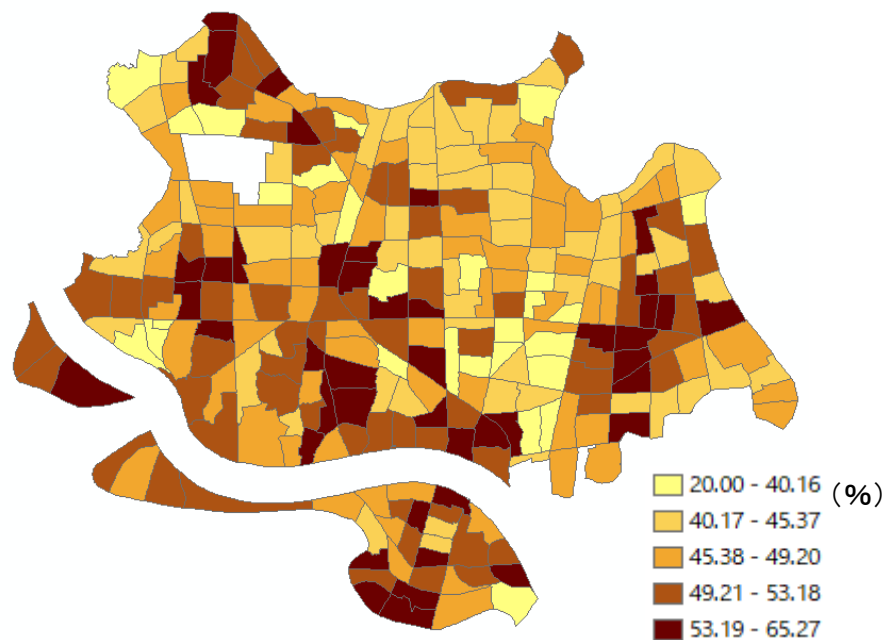 20.00 - 40.16 (%)
40.17 - 45.37
45.38 - 49.20
49.21 - 53.18
53.19 - 65.27